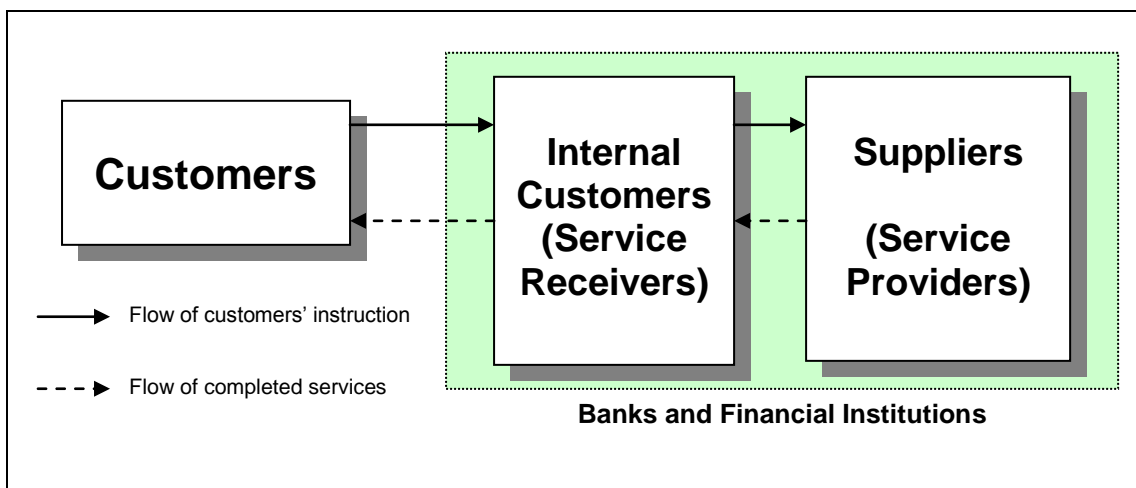 Customers
Internal
Customers
(Service
Receivers)
Suppliers
(Service
Providers)
Flow of customers’ instruction
Flow of completed services
Banks and Financial Institutions